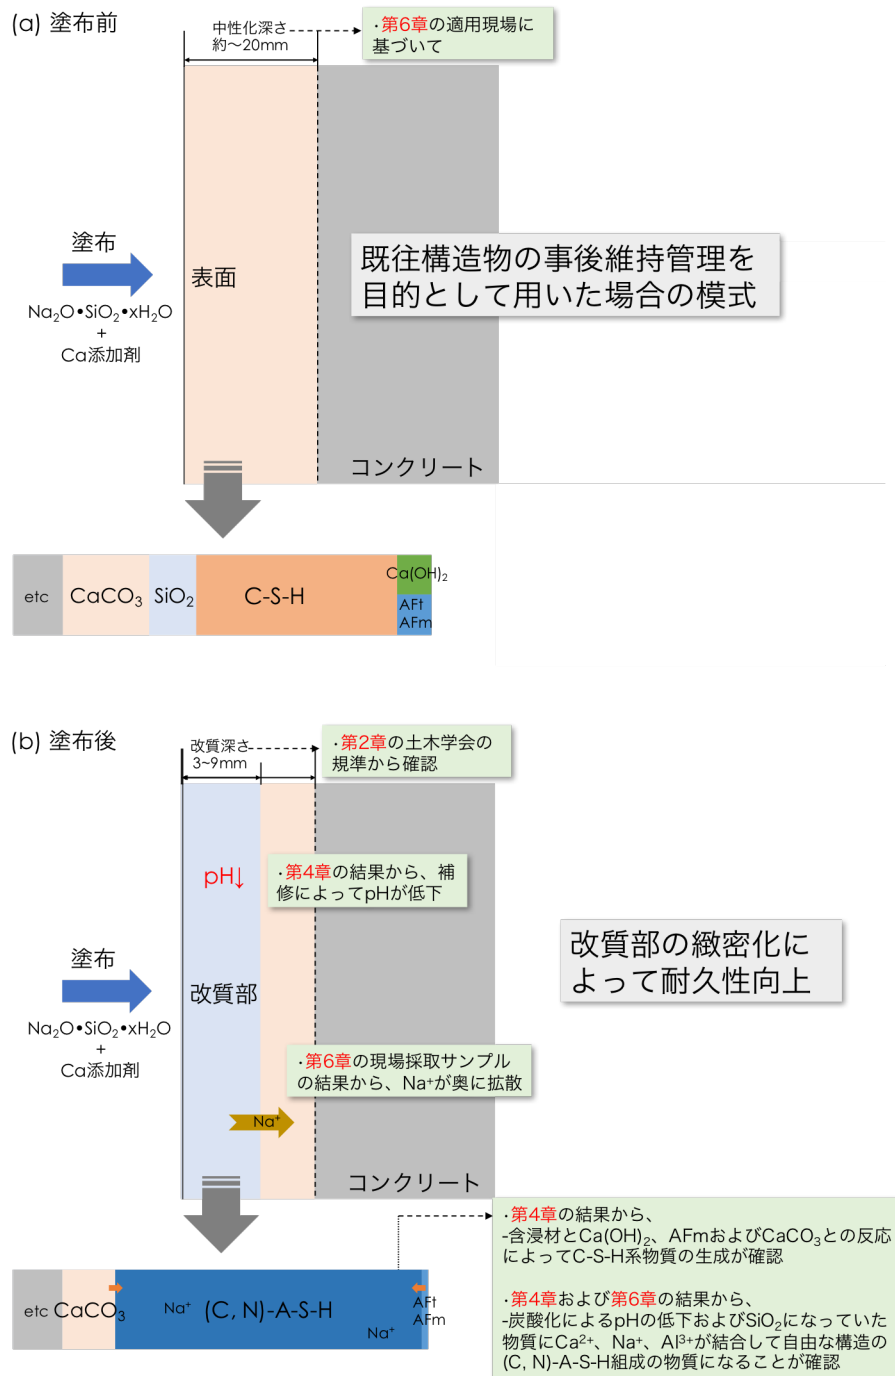 (a) 塗布前
中性化深さ
約〜20mm
·第6章の適用現場に
基づいて
塗布
Na₂O•SiO₂•xH₂O
+
Ca添加剤
表面
既往構造物の事後維持管理を
目的として用いた場合の模式
コンクリート
etc
CaCO₃
SiO₂
C-S-H
Ca(OH)₂
AFt
AFm
(b) 塗布後
改質深さ
3~9mm
·第2章の土木学会の
規準から確認
pH↓
·第4章の結果から、補
修によってpHが低下
塗布
Na₂O•SiO₂•xH₂O
+
Ca添加剤
改質部
改質部の緻密化に
よって耐久性向上
·第6章の現場採取サンプル
の結果から、Na⁺が奥に拡散
Na⁺
コンクリート
·第4章の結果から、
-含浸材とCa(OH)₂、AFmおよびCaCO₃との反応
によってC-S-H系物質の生成が確認
·第4章および第6章の結果から、
-炭酸化によるpHの低下およびSiO₂になっていた
物質にCa²⁺、Na⁺、Al³⁺が結合して自由な構造の
(C, N)-A-S-H組成の物質になることが確認
etc
CaCO₃
Na⁺
(C, N)-A-S-H
Na⁺
AFt
AFm